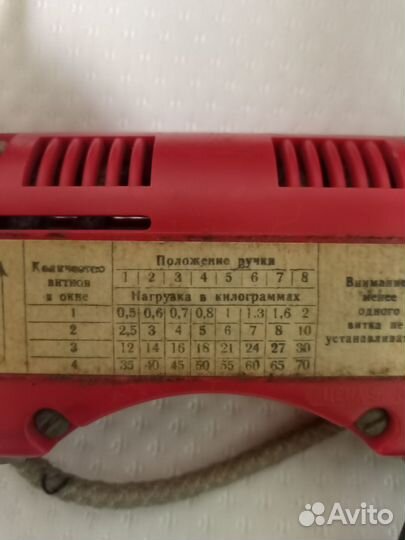 Количество витков в окне
Положение ручки
1 2 3 4 5 6 7 8
Нагрузка в килограммах
1 0,5 0,6 0,7 0,8 1 1.3 1,6 2
2 2,5 3 4 5 6 7 8 10
3 12 14 16 18 21 24 27 30
4 35 40 45 50 55 60 65 70
Внимание
менее
одного
витка не
устанавливат
Avito